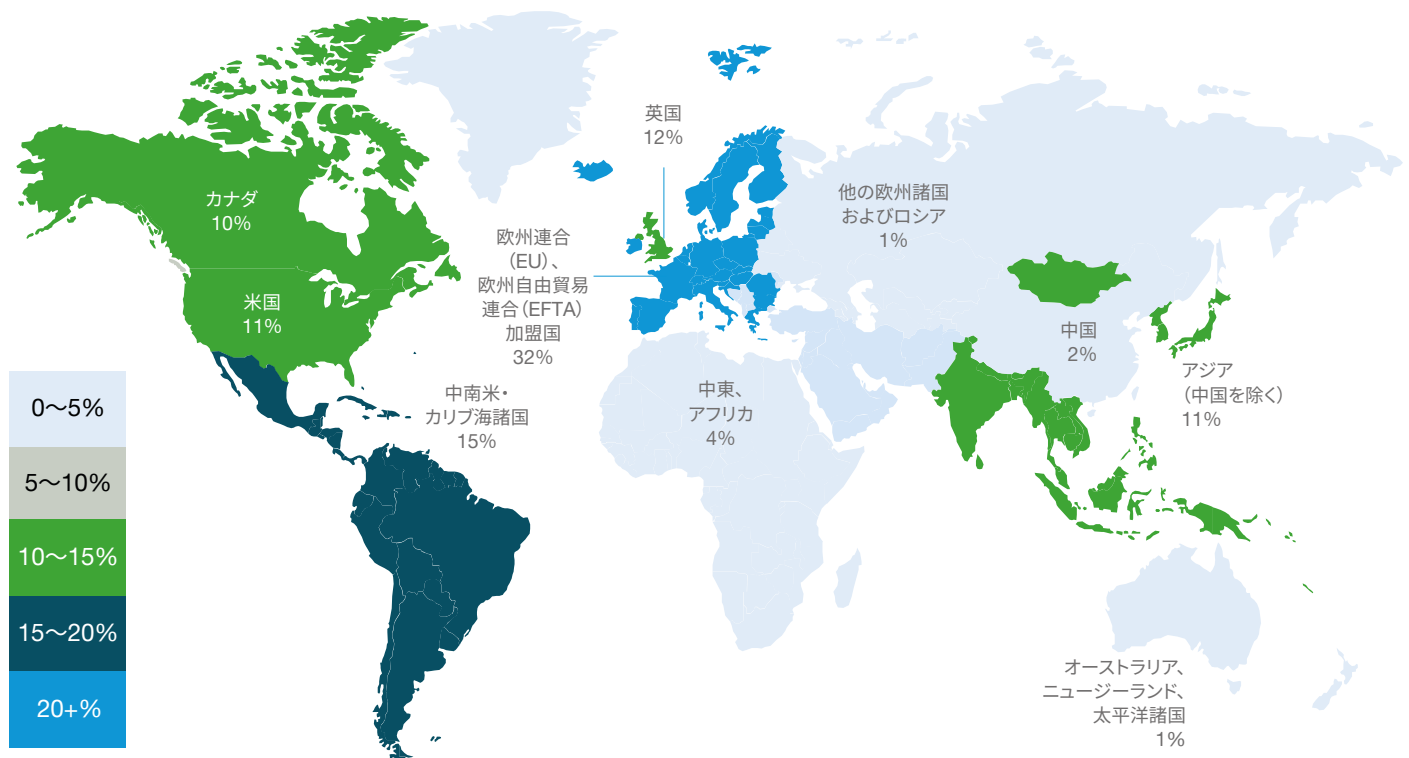 英国
12%
カナダ
10%
他の欧州諸国
およびロシア
1%
欧州連合
（EU）、
欧州自由貿易
連合（EFTA）
加盟国
32%
米国
11%
中国
2%
アジア
（中国を除く）
11%
中南米・
カリブ海諸国
15%
中東、
アフリカ
4%
オーストラリア、
ニュージーランド、
太平洋諸国
1%
0～5%
5～10%
10～15%
15～20%
20+%